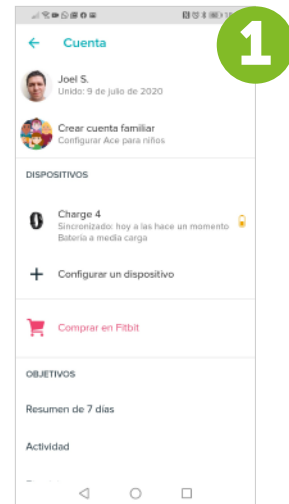 1
Cuenta
Joel S.
Unido: 9 de julio de 2020
Crear cuenta familiar
Configurar Ace para niños
DISPOSITIVOS
Charge 4
Sincronizado: hoy a las hace un momento
Batería a media carga
Configurar un dispositivo
Comprar en Fitbit
OBJETIVOS
Resumen de 7 días
Actividad